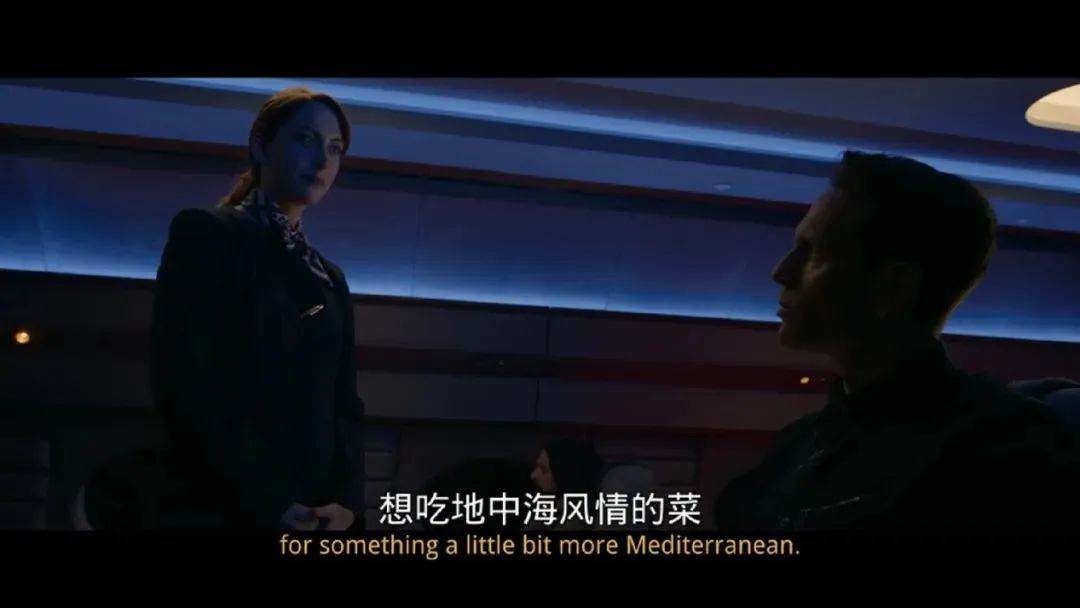 想吃地中海风情的菜
for something a little bit more Mediterranean.